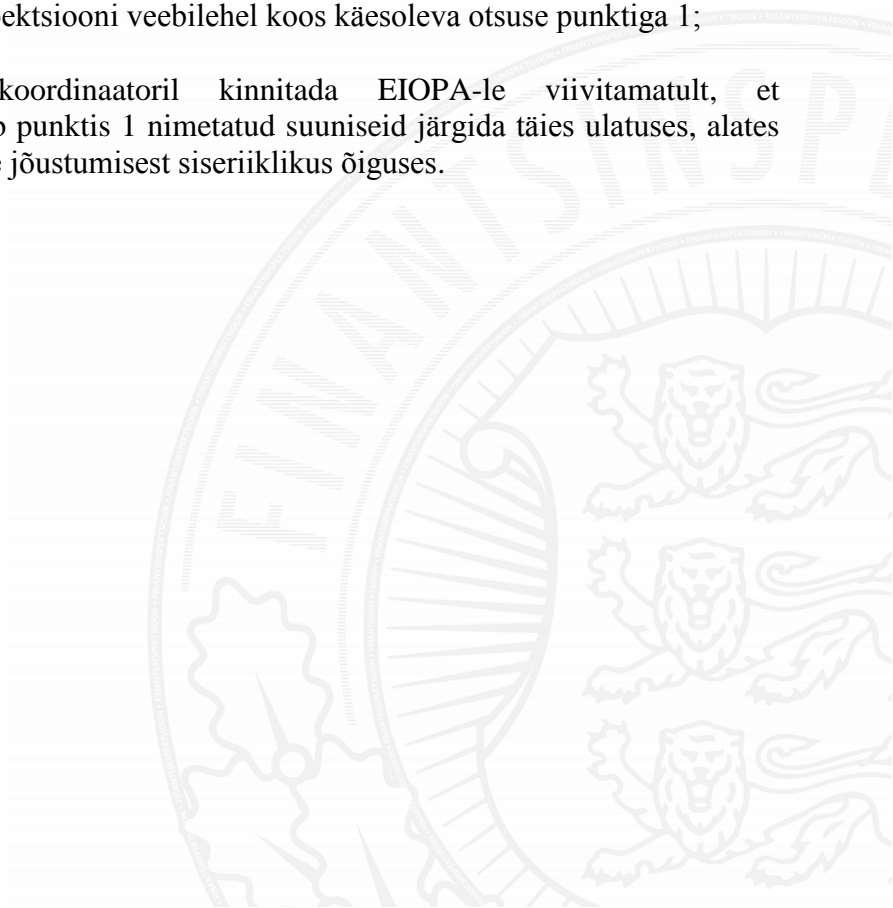 veebilehel koos käesoleva otsuse punktiga 1;
koordinaatoril kinnitada EIOPA-le viivitamatult, et
punktis 1 nimetatud suuniseid järgida täies ulatuses, alates
jõustumisest siseriiklikus õiguses.
FINANTSINSP